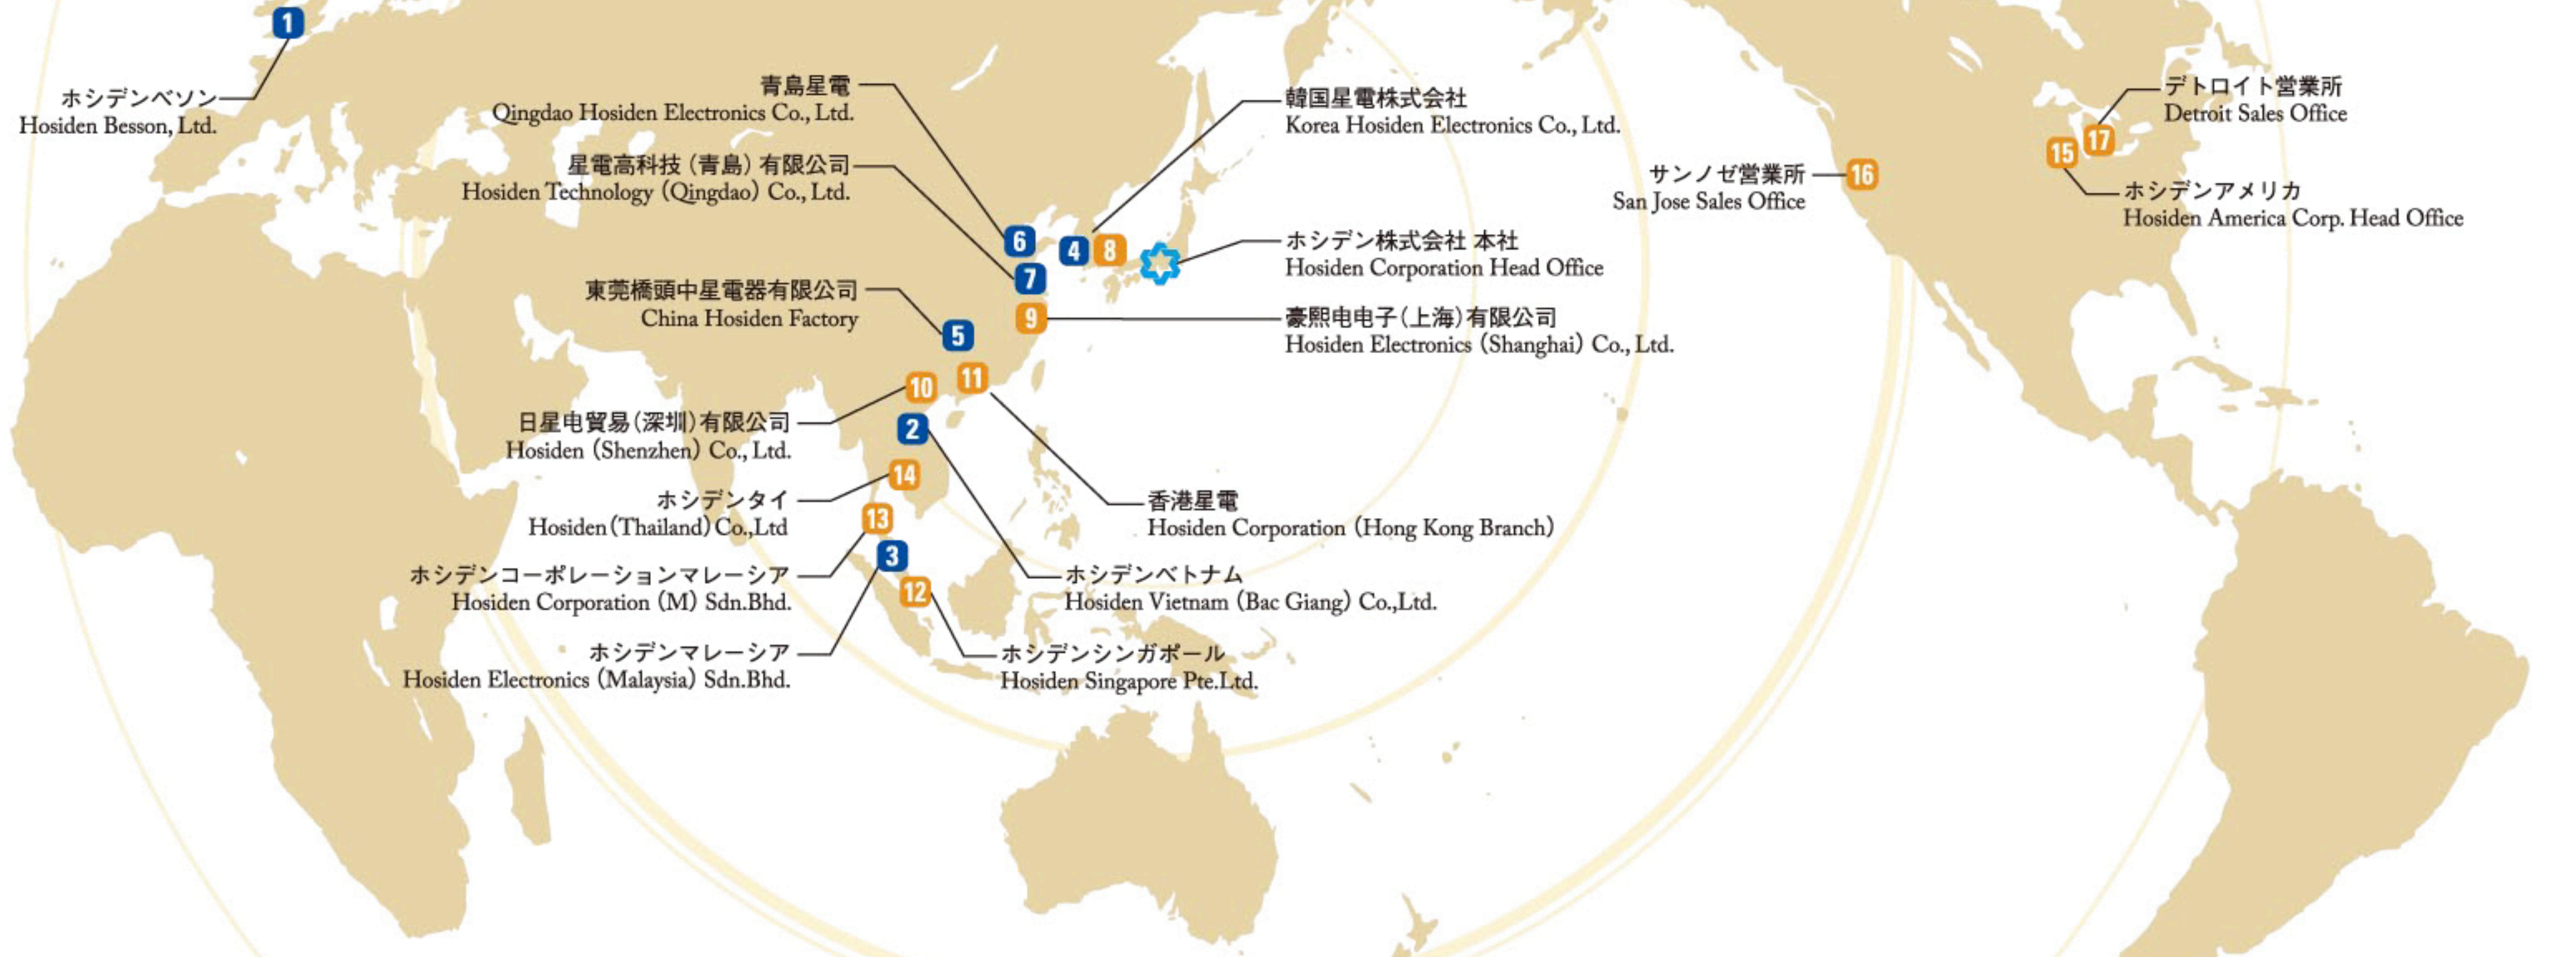 1
ホシデンベソン
Hosiden Besson, Ltd.
青島星電
Qingdao Hosiden Electronics Co., Ltd.
星電高科技（青島）有限公司
Hosiden Technology (Qingdao) Co., Ltd.
東莞橋頭中星電器有限公司
China Hosiden Factory
日星电貿易（深圳）有限公司
Hosiden (Shenzhen) Co., Ltd.
ホシデンタイ
Hosiden (Thailand) Co.,Ltd
ホシデンコーポレーションマレーシア
Hosiden Corporation (M) Sdn.Bhd.
ホシデンマレーシア
Hosiden Electronics (Malaysia) Sdn.Bhd.
6
4
8
7
9
5
11
10
2
14
13
3
12
韓国星電株式会社
Korea Hosiden Electronics Co., Ltd.
ホシデン株式会社 本社
Hosiden Corporation Head Office
豪熙电电子（上海）有限公司
Hosiden Electronics (Shanghai) Co., Ltd.
香港星電
Hosiden Corporation (Hong Kong Branch)
ホシデンベトナム
Hosiden Vietnam (Bac Giang) Co.,Ltd.
ホシデンシンガポール
Hosiden Singapore Pte.Ltd.
サンノゼ営業所
San Jose Sales Office
16
デトロイト営業所
Detroit Sales Office
17
15
ホシデンアメリカ
Hosiden America Corp. Head Office